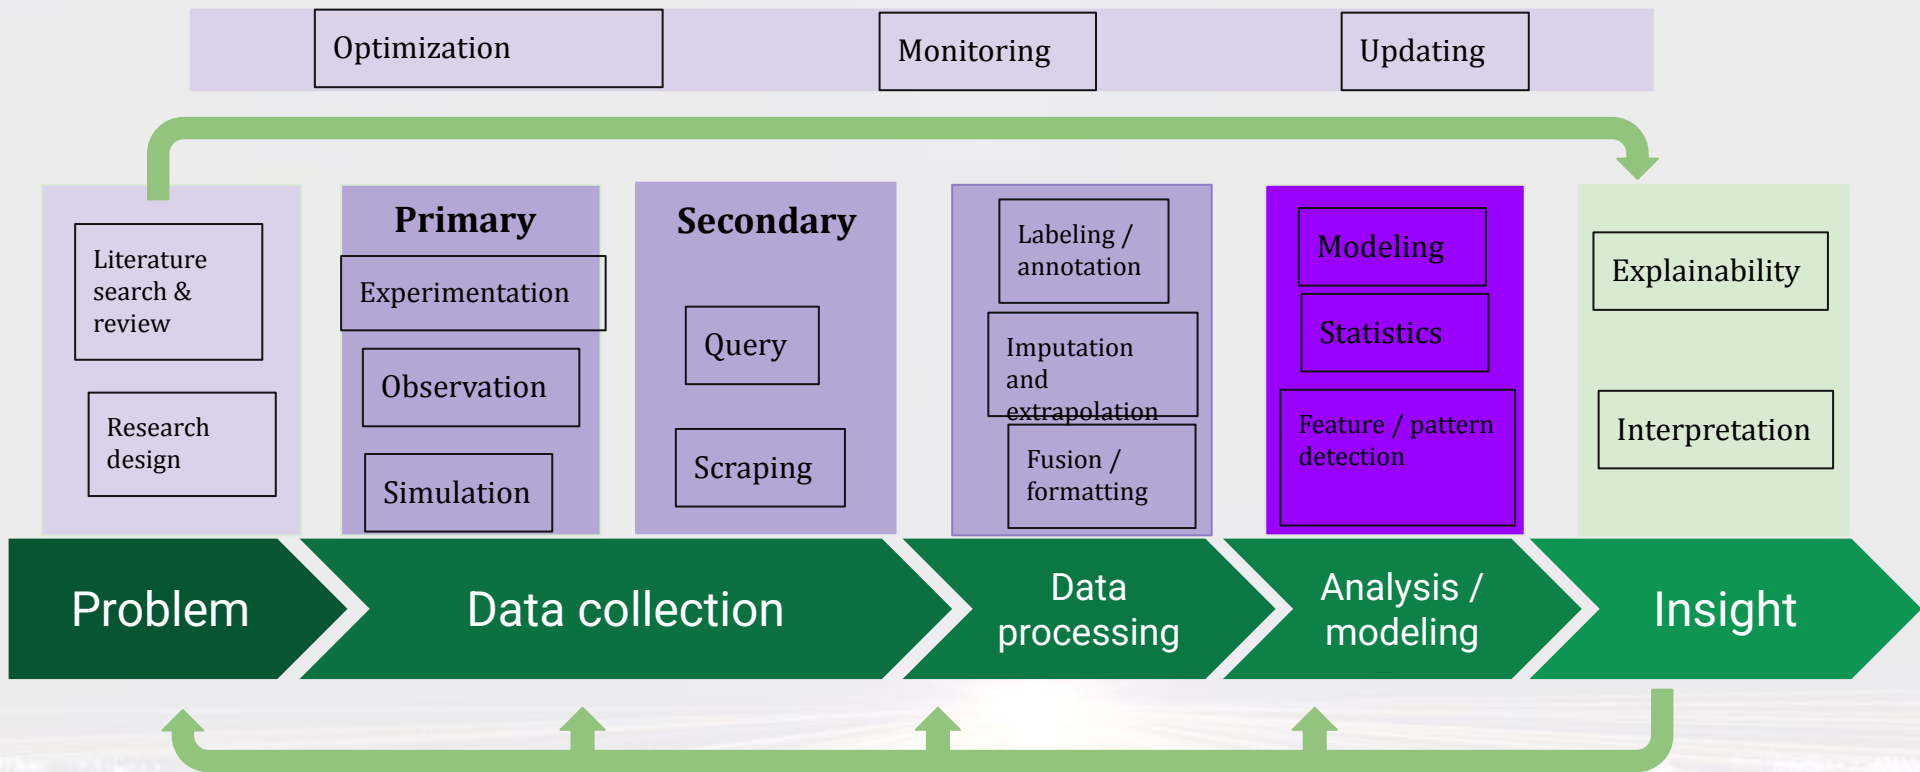 Optimization
Monitoring
Updating
Literature
search &
review
Research
design
Primary
Experimentation
Observation
Simulation
Secondary
Query
Scraping
Labeling /
annotation
Imputation
and
extrapolation
Fusion /
formatting
Modeling
Statistics
Feature / pattern
detection
Explainability
Interpretation
Problem
Data collection
Data
processing
Analysis /
modeling
Insight